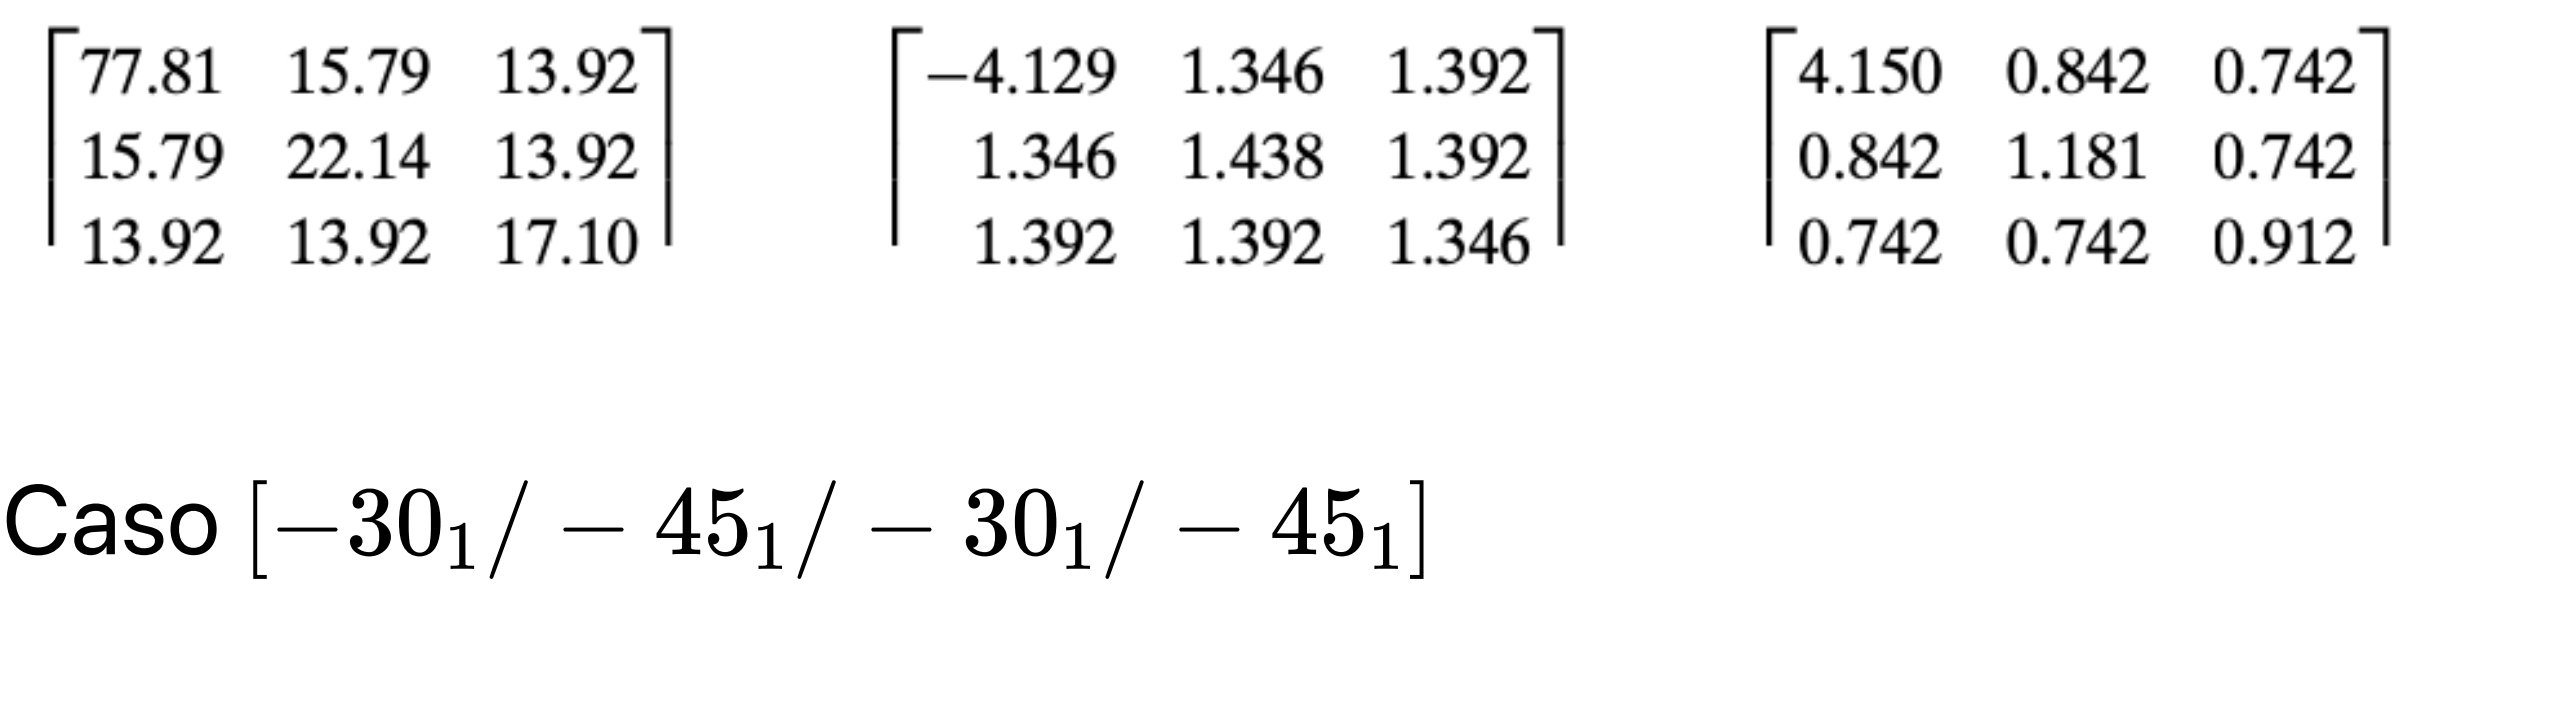 77.81 15.79 13.92 −4.129 1.346 1.392 4.150 0.842 0.742
15.79 22.14 13.92 1.346 1.438 1.392 0.842 1.181 0.742
13.92 13.92 17.10 1.392 1.392 1.346 0.742 0.742 0.912
Caso [−30₁/ − 45₁/ − 30₁/ − 45₁]